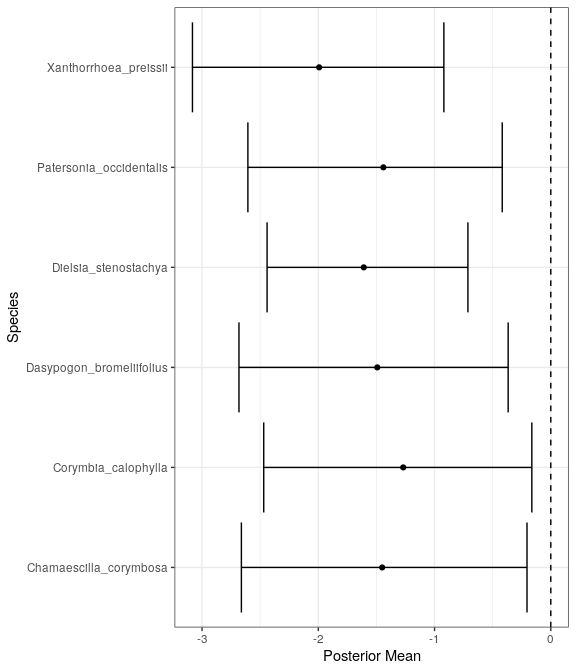 Species
Xanthorrhoea_preissii
Patersonia_occidentalis
Dielsia_stenostachya
Dasypogon_bromeliifolius
Corymbia_calophylla
Chamaescilla_corymbosa
-3 -2 -1 0
Posterior Mean